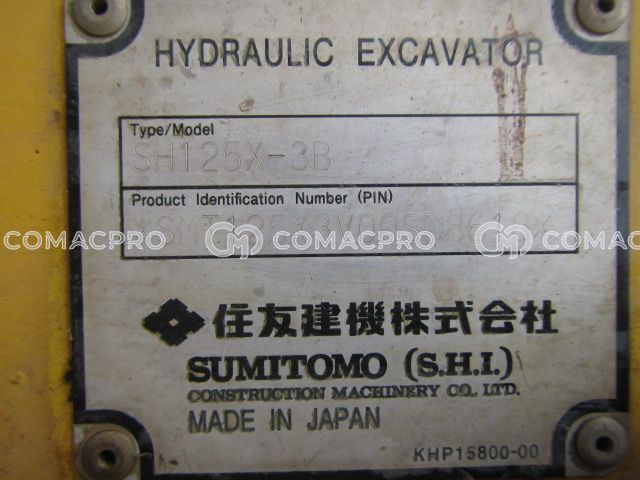 HYDRAULIC EXCAVATOR
Type/Model
SH125X-3B
Product Identification Number (PIN)
COMACPRO COMACPRO COMACPRO
住友建機株式会社
SUMITOMO (S.H.I.)
CONSTRUCTION MACHINERY CO., LTD.
MADE IN JAPAN
KHP15800-00